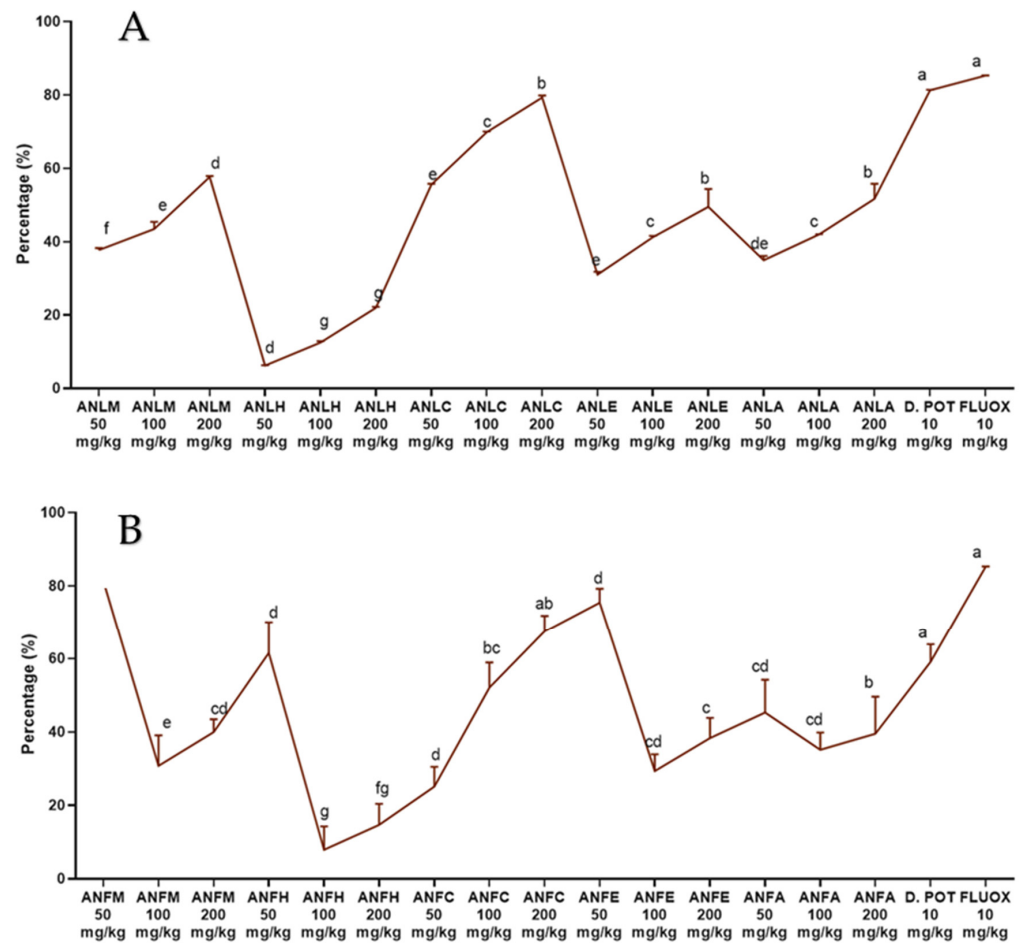 A
100
80
60
40
20
0
Percentage (%)
f e d d g g e c b e c b de c b a a
ANLM ANLM ANLM ANLH ANLH ANLH ANLC ANLC ANLC ANLE ANLE ANLE ANLA ANLA ANLA D. POT FLUOX
50 100 200 50 100 200 50 100 200 50 100 200 50 100 200 10 10
mg/kg mg/kg mg/kg mg/kg mg/kg mg/kg mg/kg mg/kg mg/kg mg/kg mg/kg mg/kg mg/kg mg/kg mg/kg mg/kg mg/kg
B
100
80
60
40
20
0
Percentage (%)
e cd d g fg d bc ab d cd c cd cd b a a
ANFM ANFM ANFM ANFH ANFH ANFH ANFC ANFC ANFC ANFE ANFE ANFE ANFA ANFA ANFA D. POT FLUOX
50 100 200 50 100 200 50 100 200 50 100 200 50 100 200 10 10
mg/kg mg/kg mg/kg mg/kg mg/kg mg/kg mg/kg mg/kg mg/kg mg/kg mg/kg mg/kg mg/kg mg/kg mg/kg mg/kg mg/kg